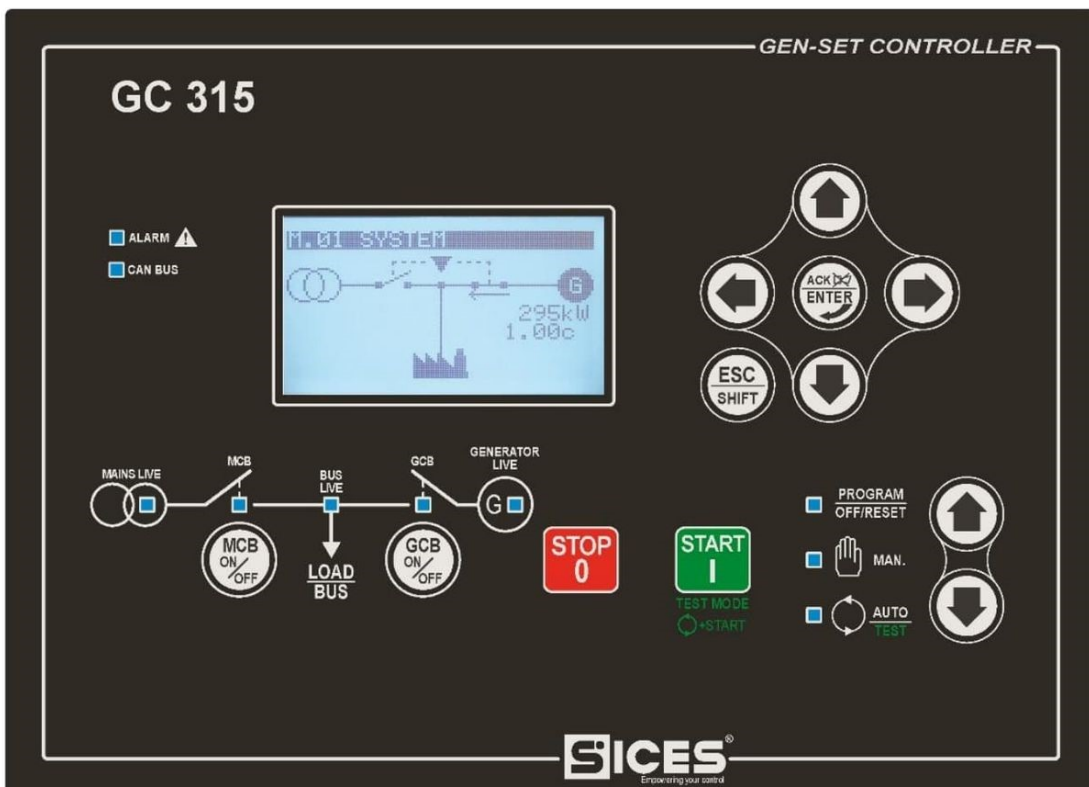 GEN-SET CONTROLLER
GC 315
ALARM
CAN BUS
M.01 SYSTEM
G
295kW
1.00c
ACK
ENTER
ESC
SHIFT
MAINS LIVE
MCB
BUS
LIVE
GCB
GENERATOR
LIVE
G
MCB
ON
OFF
LOAD
BUS
GCB
ON
OFF
STOP
0
START
I
TEST MODE
+START
PROGRAM
OFF/RESET
MAN.
AUTO
TEST
SICES®
Empowering your control